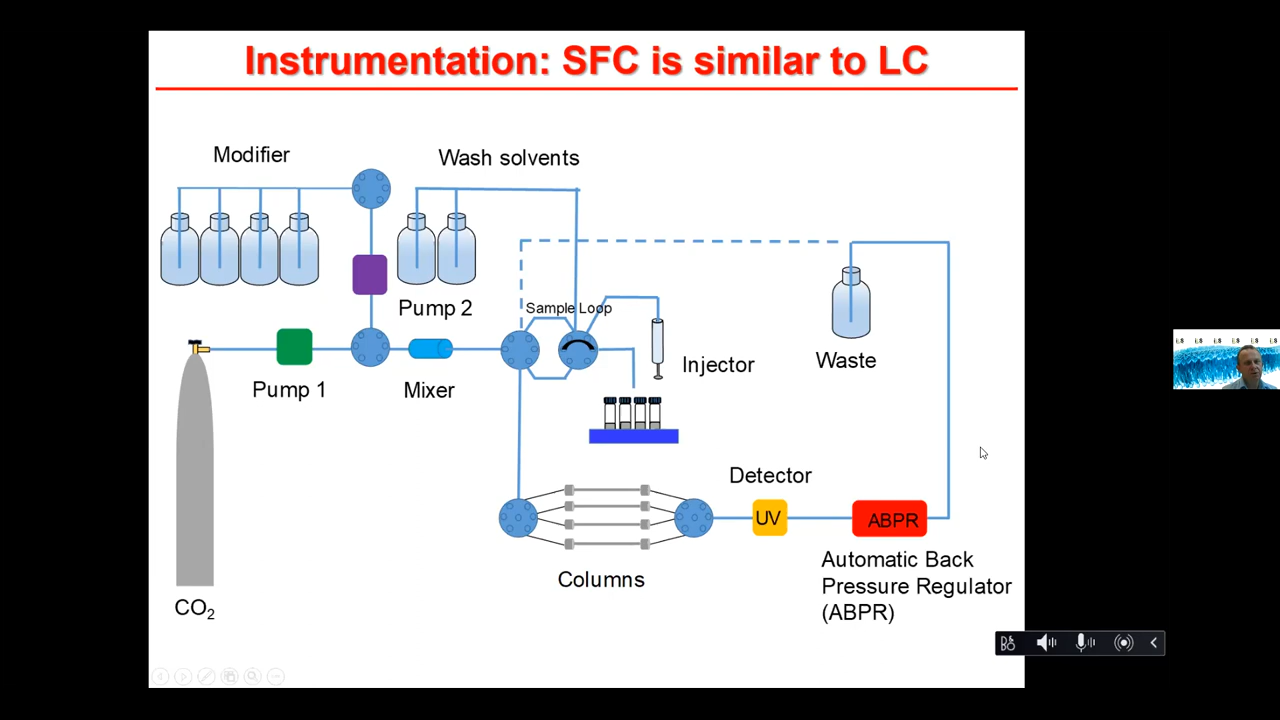 Instrumentation: SFC is similar to LC
Modifier
Wash solvents
Pump 2
Sample Loop
Injector
Waste
Pump 1
Mixer
Detector
UV
ABPR
Columns
Automatic Back
Pressure Regulator
(ABPR)
CO₂